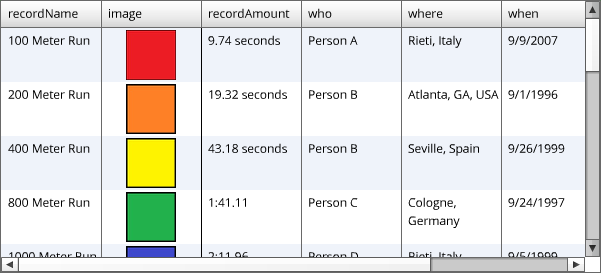 recordName image recordAmount who where when
100 Meter Run 9.74 seconds Person A Rieti, Italy 9/9/2007
200 Meter Run 19.32 seconds Person B Atlanta, GA, USA 9/1/1996
400 Meter Run 43.18 seconds Person B Seville, Spain 9/26/1999
800 Meter Run 1:41.11 Person C Cologne, 9/24/1997
Germany
1000 Meter Run 2:11.96 Person D Rieti, Italy 9/5/1999